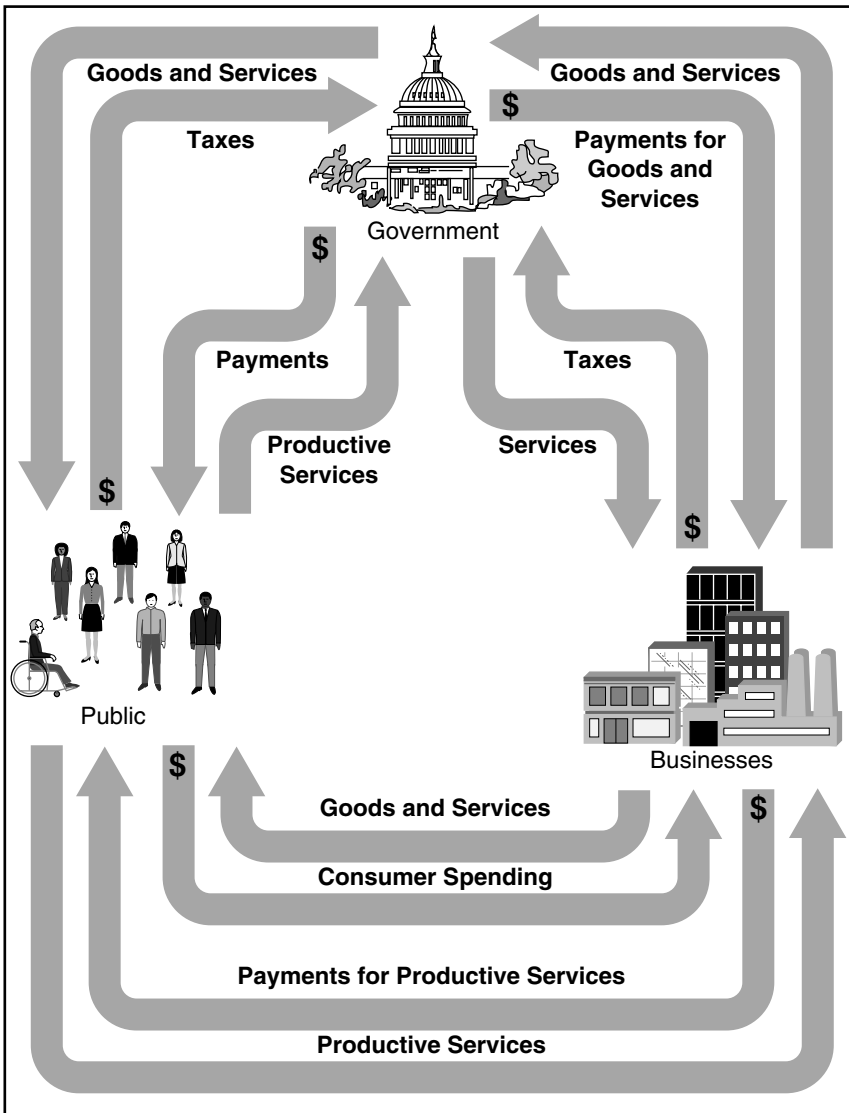 Goods and Services
Goods and Services
$
Taxes
$
Payments for
Goods and
Services
Government
$
Payments
Taxes
Productive
Services
Services
$
$
Public
Businesses
$
$
Goods and Services
Consumer Spending
Payments for Productive Services
Productive Services